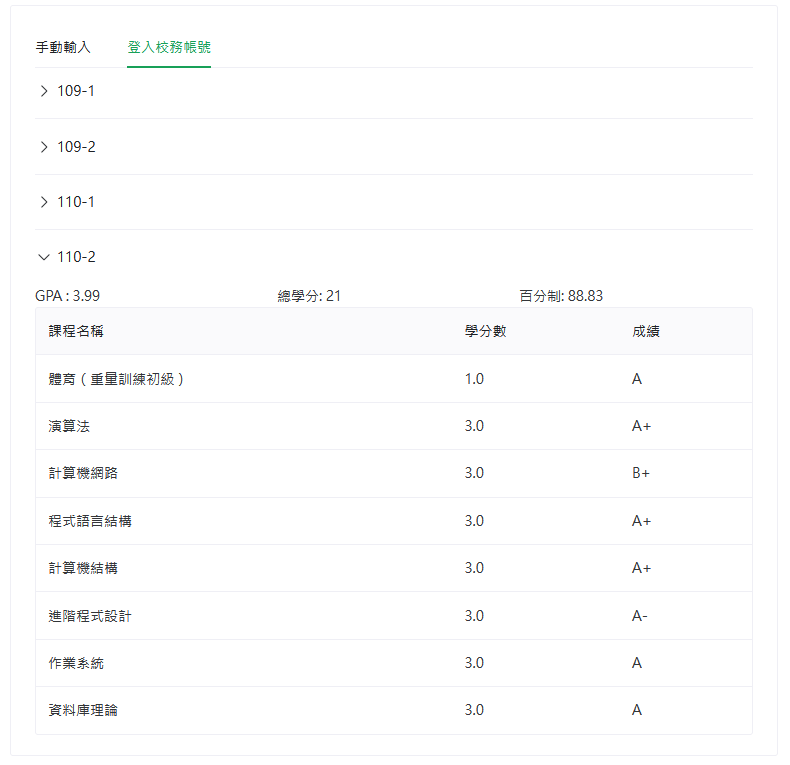 手動輸入 登入校務帳號
109-1
109-2
110-1
110-2
GPA : 3.99 總學分: 21 百分制: 88.83
課程名稱 學分數 成績
體育 ( 重量訓練初級 ) 1.0 A
演算法 3.0 A+
計算機網路 3.0 B+
程式語言結構 3.0 A+
計算機結構 3.0 A+
進階程式設計 3.0 A-
作業系統 3.0 A
資料庫理論 3.0 A